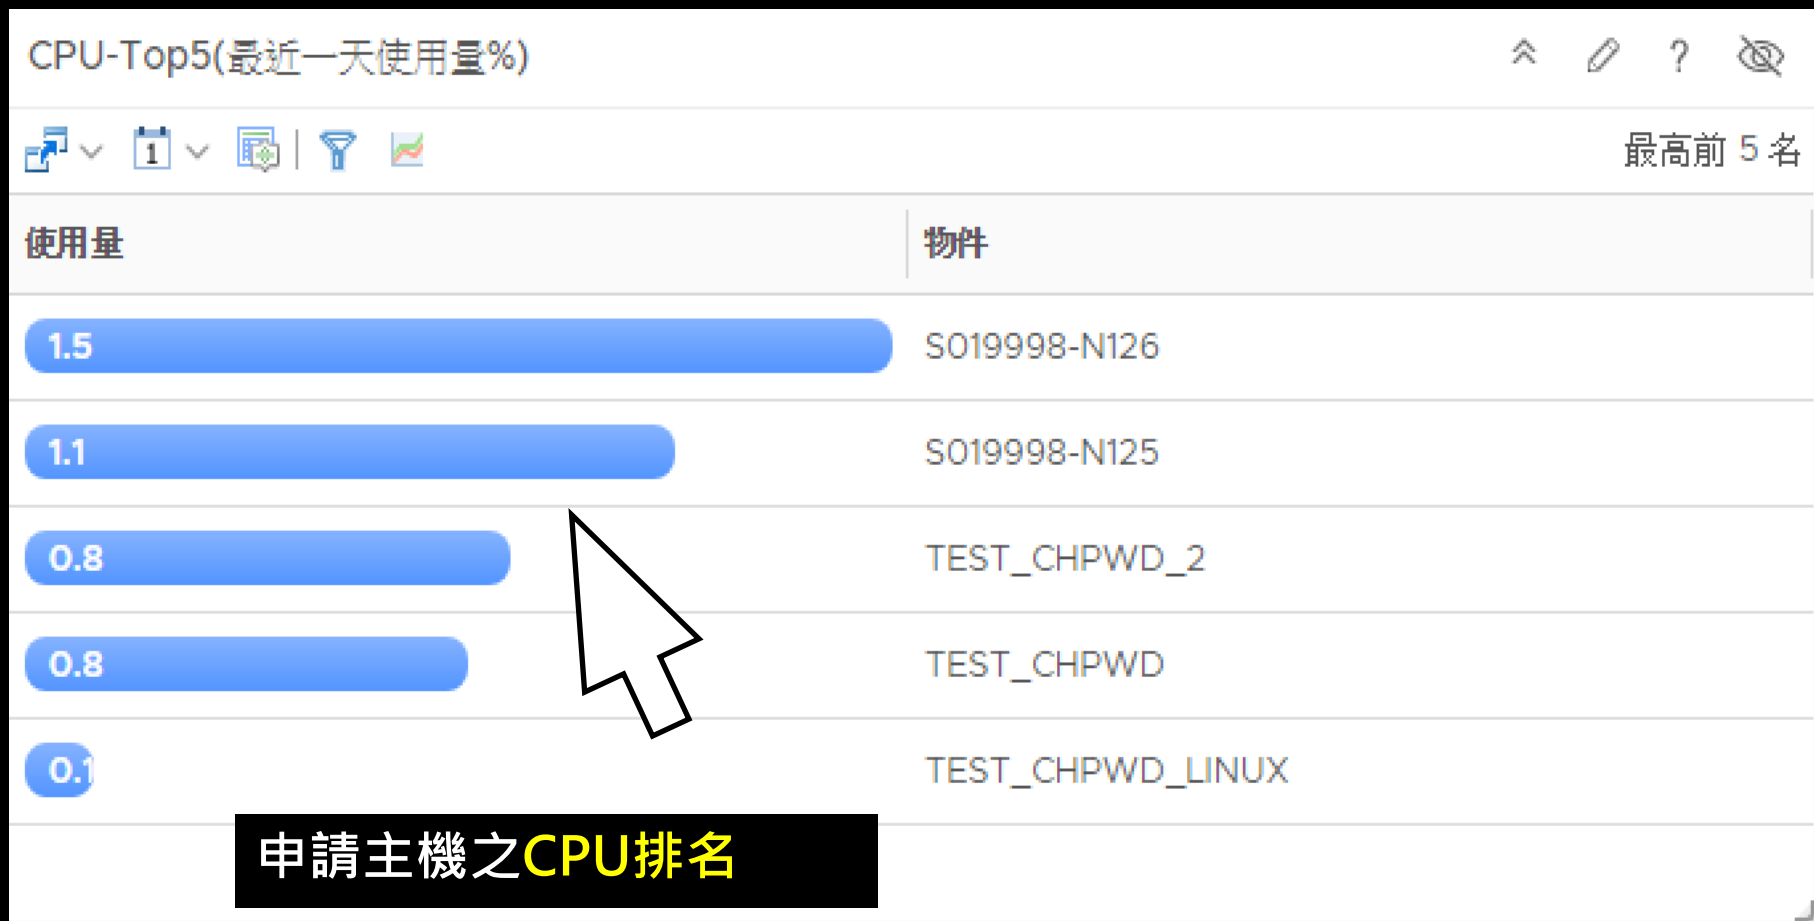 CPU-Top5(最近一天使用量%)
?
1
最高前 5 名
使用量 物件
1.5 S019998-N126
1.1 S019998-N125
0.8 TEST_CHPWD_2
0.8 TEST_CHPWD
0.1 TEST_CHPWD_LINUX
申請主機之CPU排名